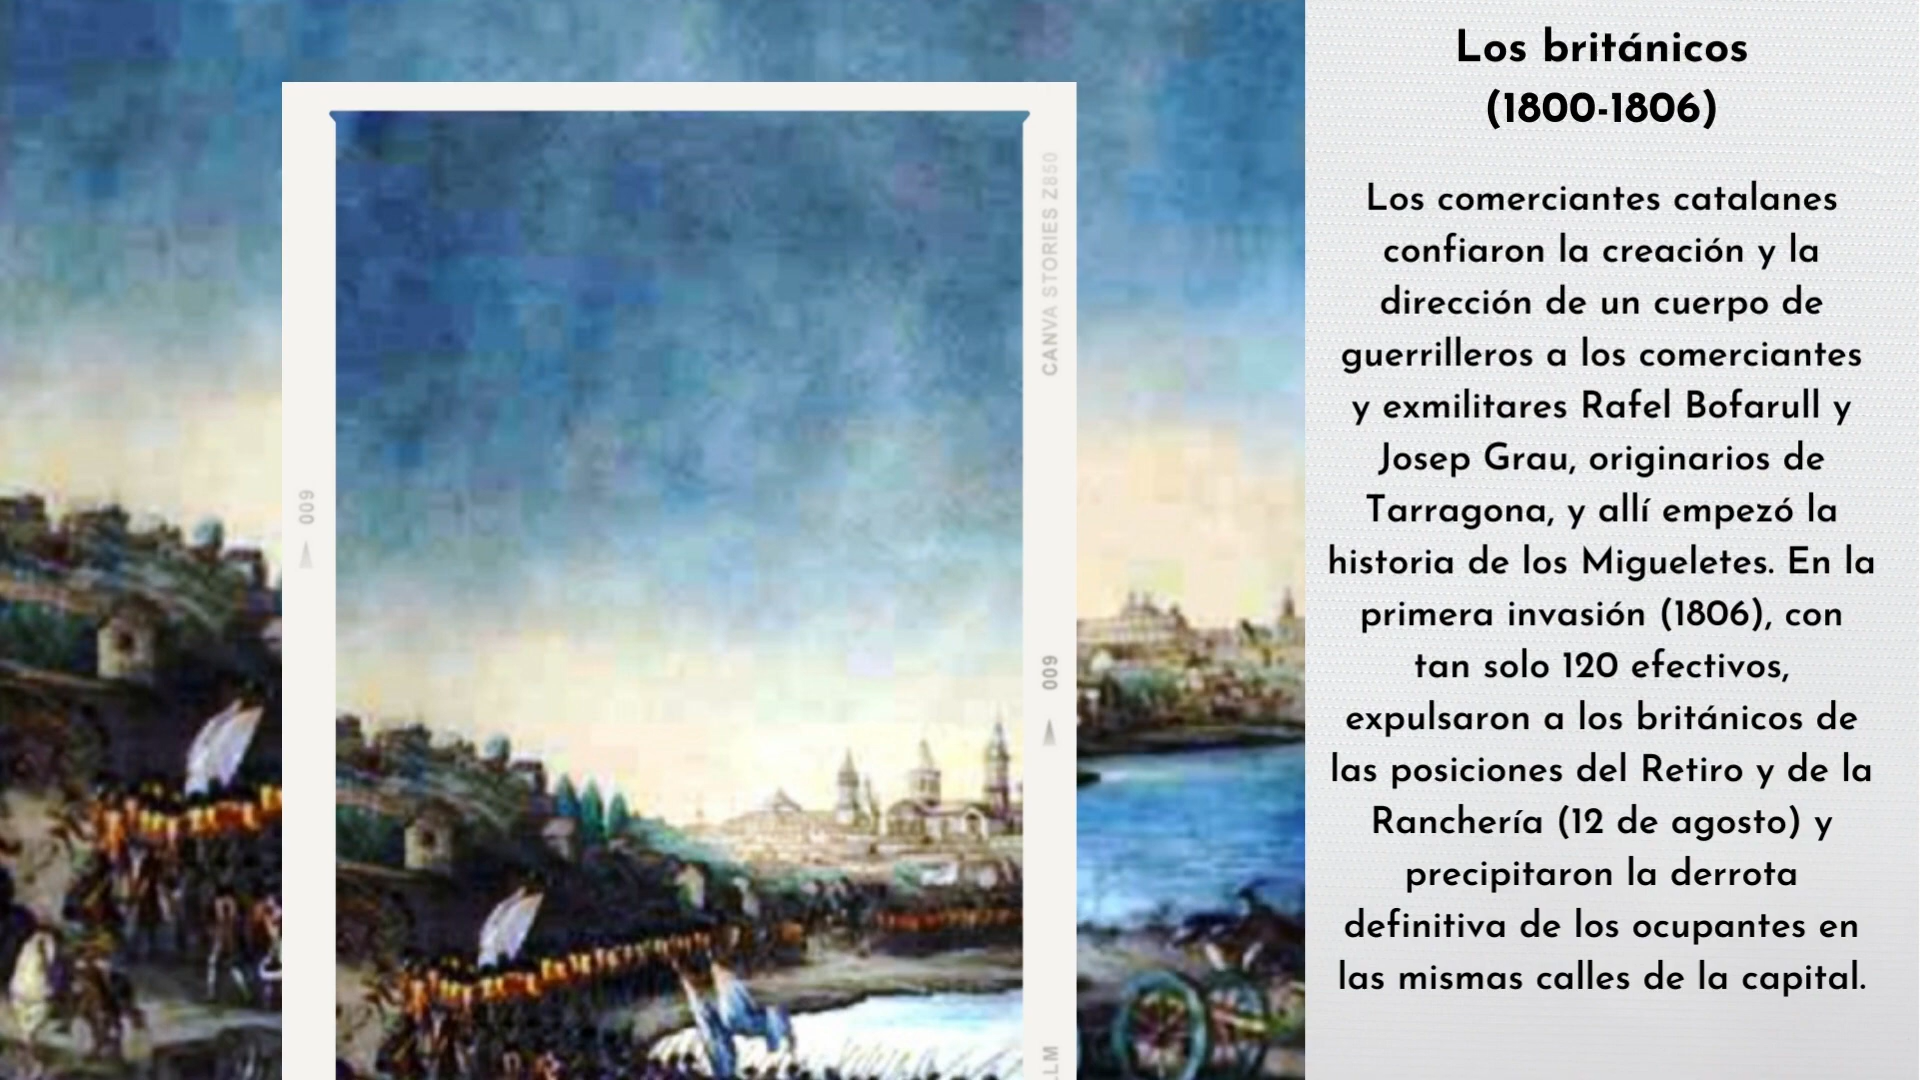 Los británicos
(1800-1806)
Los comerciantes catalanes
confiaron la creación y la
dirección de un cuerpo de
guerrilleros a los comerciantes
y exmilitares Rafel Bofarull y
Josep Grau, originarios de
Tarragona, y allí empezó la
historia de los Migueletes. En la
primera invasión (1806), con
tan solo 120 efectivos,
expulsaron a los británicos de
las posiciones del Retiro y de la
Ranchería (12 de agosto) y
precipitaron la derrota
definitiva de los ocupantes en
las mismas calles de la capital.
CANVA STORIES Z850
009
009